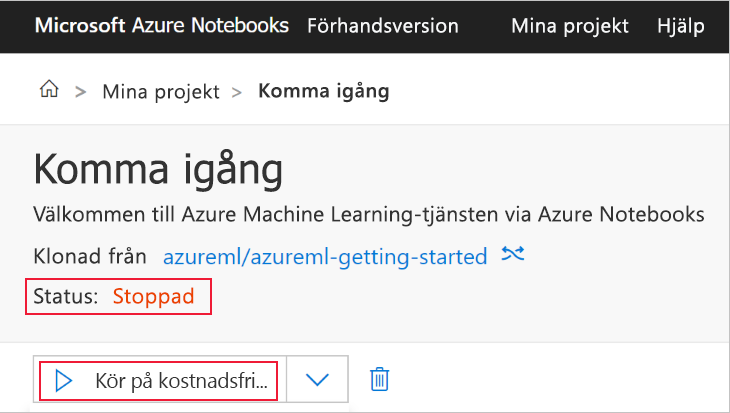 Microsoft Azure Notebooks Förhandsversion Mina projekt Hjälp
> Mina projekt > Komma igång
Komma igång
Välkommen till Azure Machine Learning-tjänsten via Azure Notebooks
Klonad från azureml/azureml-getting-started
Status: Stoppad
Kör på kostnadsfri...